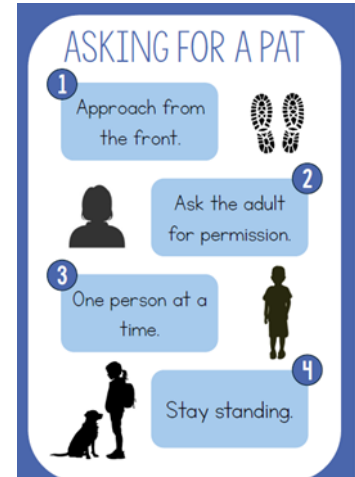 ASKING FOR A PAT
1
Approach from
the front.
2
Ask the adult
for permission.
3
One person at a
time.
4
Stay standing.